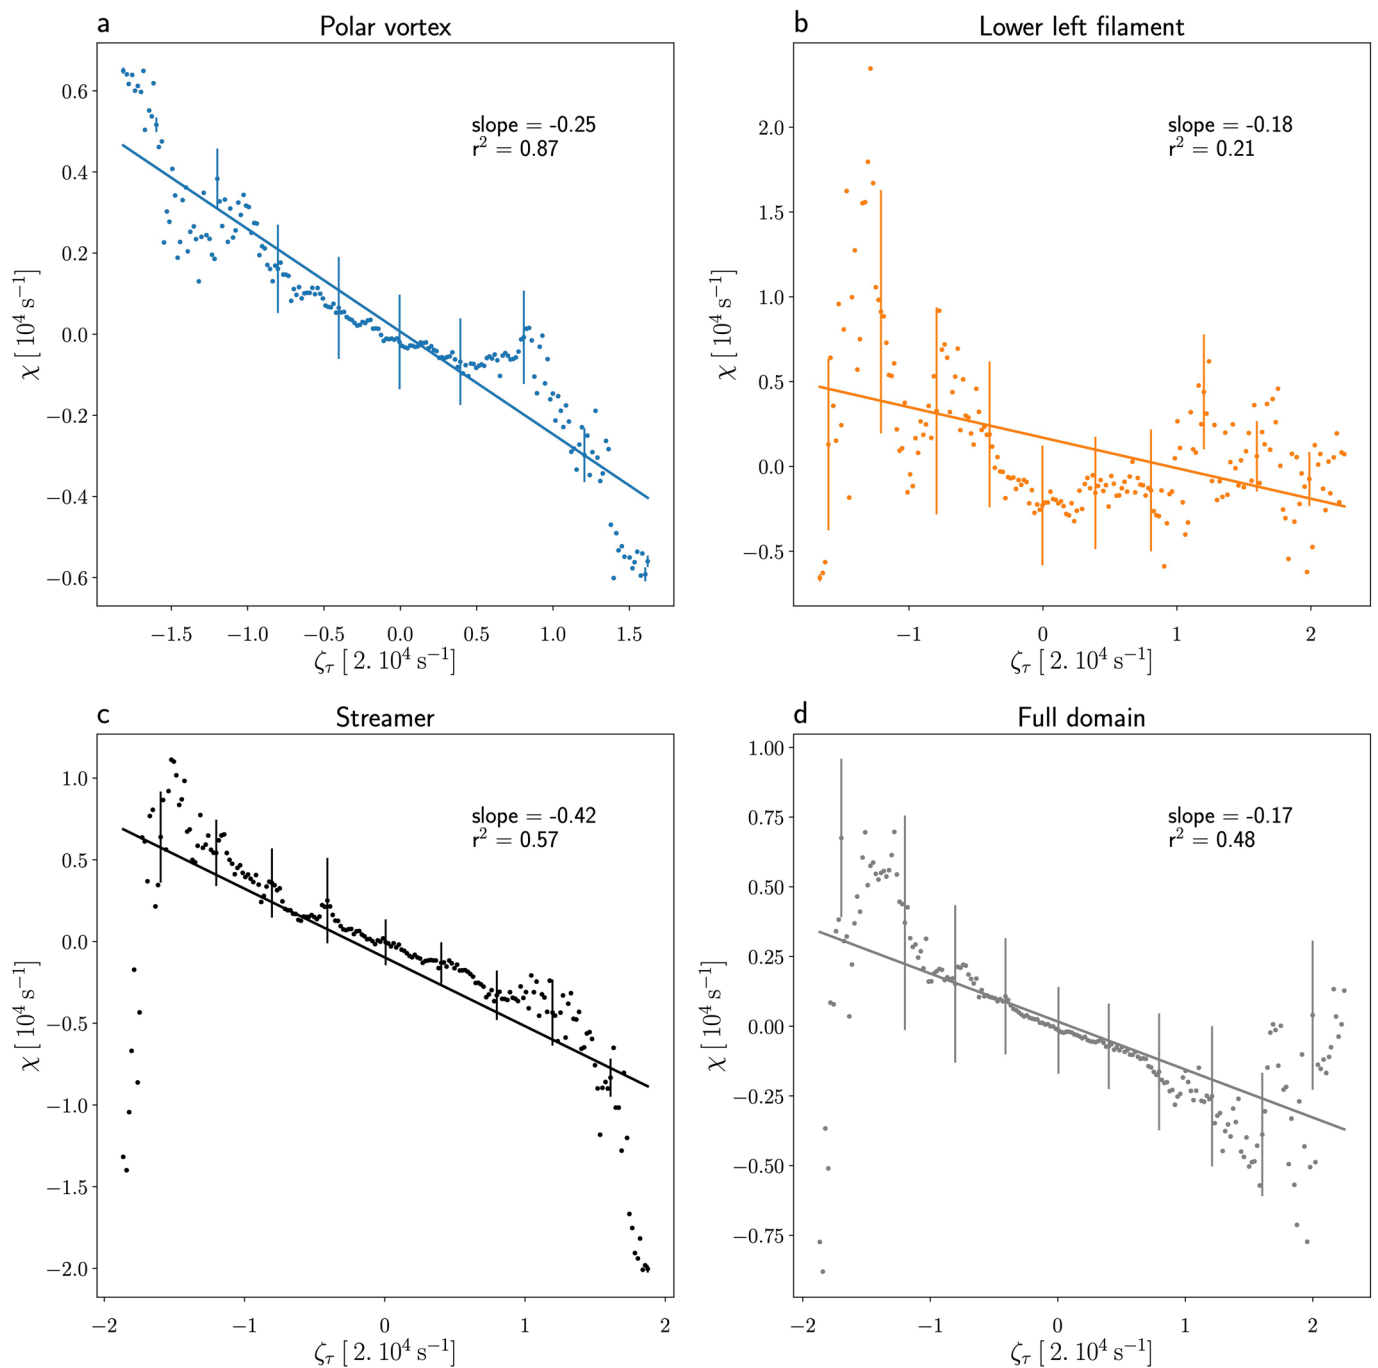 a
Polar vortex
slope = -0.25
r² = 0.87
0.6
0.4
0.2
0.0
−0.2
−0.4
−0.6
χ [ 10⁴ s⁻¹]
−1.5 −1.0 −0.5 0.0 0.5 1.0 1.5
ζτ [ 2. 10⁴ s⁻¹]
b
Lower left filament
slope = -0.18
r² = 0.21
2.0
1.5
1.0
0.5
0.0
−0.5
χ [ 10⁴ s⁻¹]
−1 0 1 2
ζτ [ 2. 10⁴ s⁻¹]
c
Streamer
slope = -0.42
r² = 0.57
1.0
0.5
0.0
−0.5
−1.0
−1.5
−2.0
χ [ 10⁴ s⁻¹]
−2 −1 0 1 2
ζτ [ 2. 10⁴ s⁻¹]
d
Full domain
slope = -0.17
r² = 0.48
1.00
0.75
0.50
0.25
0.00
−0.25
−0.50
−0.75
χ [ 10⁴ s⁻¹]
−2 −1 0 1 2
ζτ [ 2. 10⁴ s⁻¹]